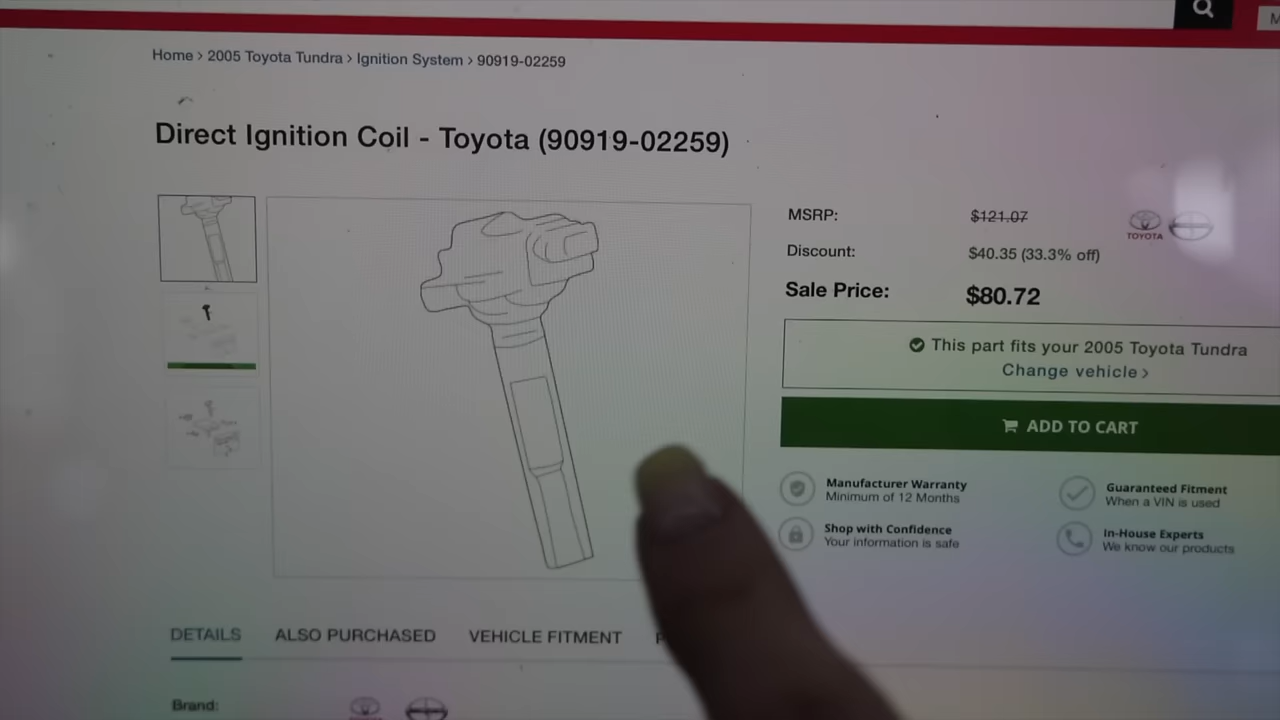 M
Home > 2005 Toyota Tundra > Ignition System > 90919-02259
Direct Ignition Coil - Toyota (90919-02259)
MSRP: $121.07
TOYOTA
Discount: $40.35 (33.3% off)
Sale Price: $80.72
This part fits your 2005 Toyota Tundra
Change vehicle >
ADD TO CART
Manufacturer Warranty
Minimum of 12 Months
Guaranteed Fitment
When a VIN is used
Shop with Confidence
Your information is safe
In-House Experts
We know our products
DETAILS ALSO PURCHASED VEHICLE FITMENT
Brand: